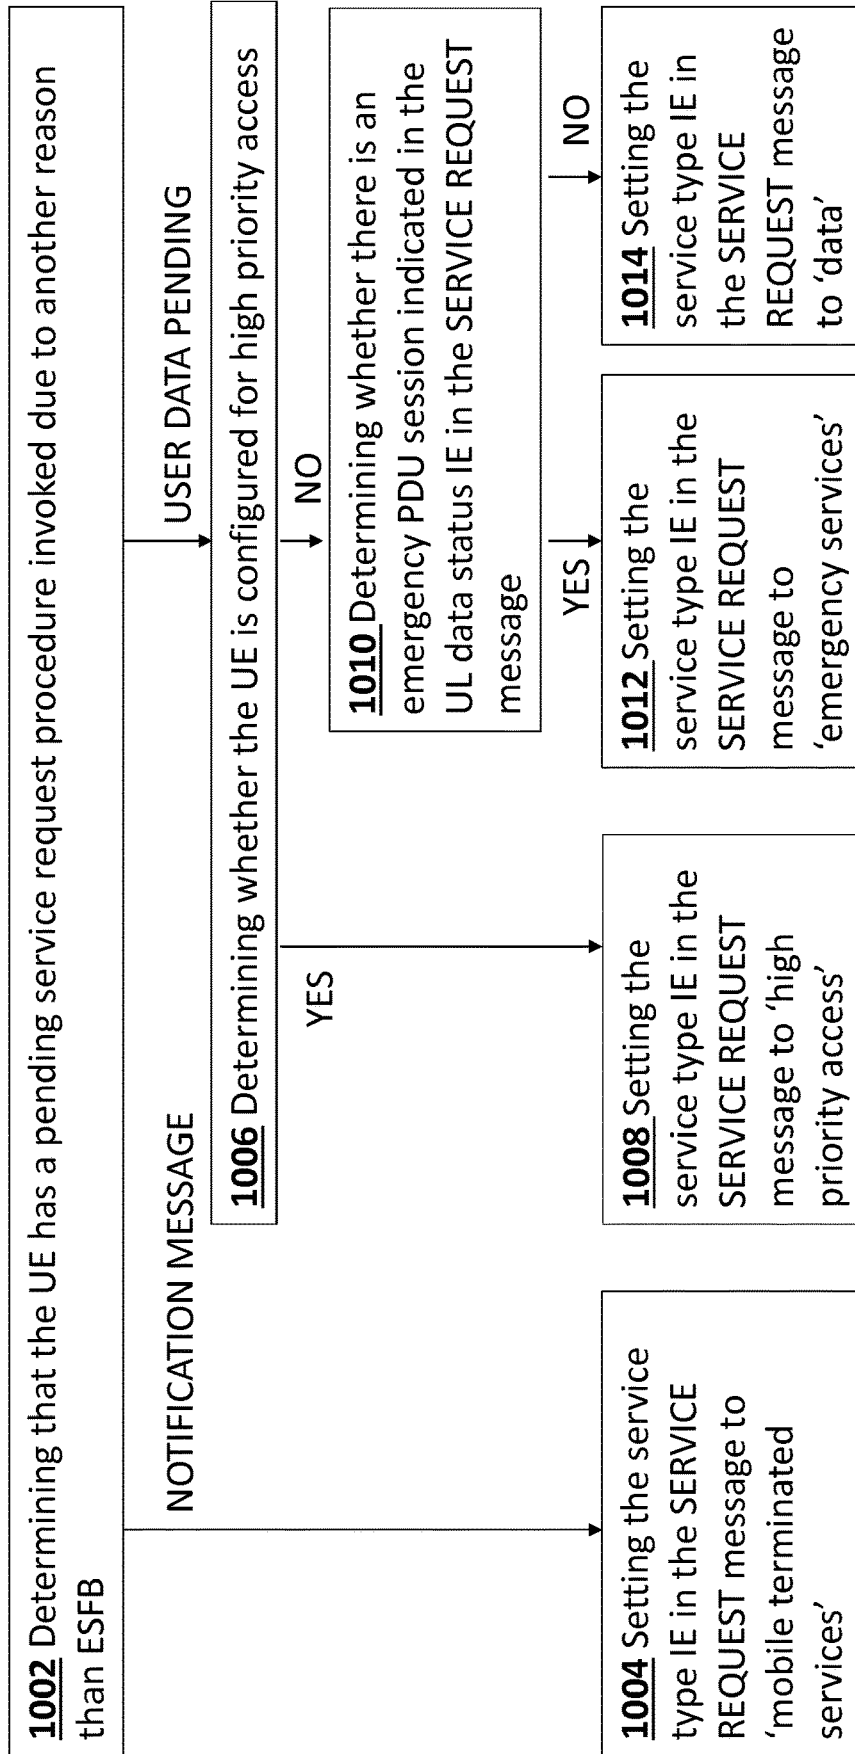 1002 Determining that the UE has a pending service request procedure invoked due to another reason
than ESFB
NOTIFICATION MESSAGE
USER DATA PENDING
1006 Determining whether the UE is configured for high priority access
YES
NO
1010 Determining whether there is an
emergency PDU session indicated in the
UL data status IE in the SERVICE REQUEST
message
YES
NO
1004 Setting the service
type IE in the SERVICE
REQUEST message to
‘mobile terminated
services’
1008 Setting the
service type IE in the
SERVICE REQUEST
message to ‘high
priority access’
1012 Setting the
service type IE in the
SERVICE REQUEST
message to
‘emergency services’
1014 Setting the
service type IE in
the SERVICE
REQUEST message
to ‘data’